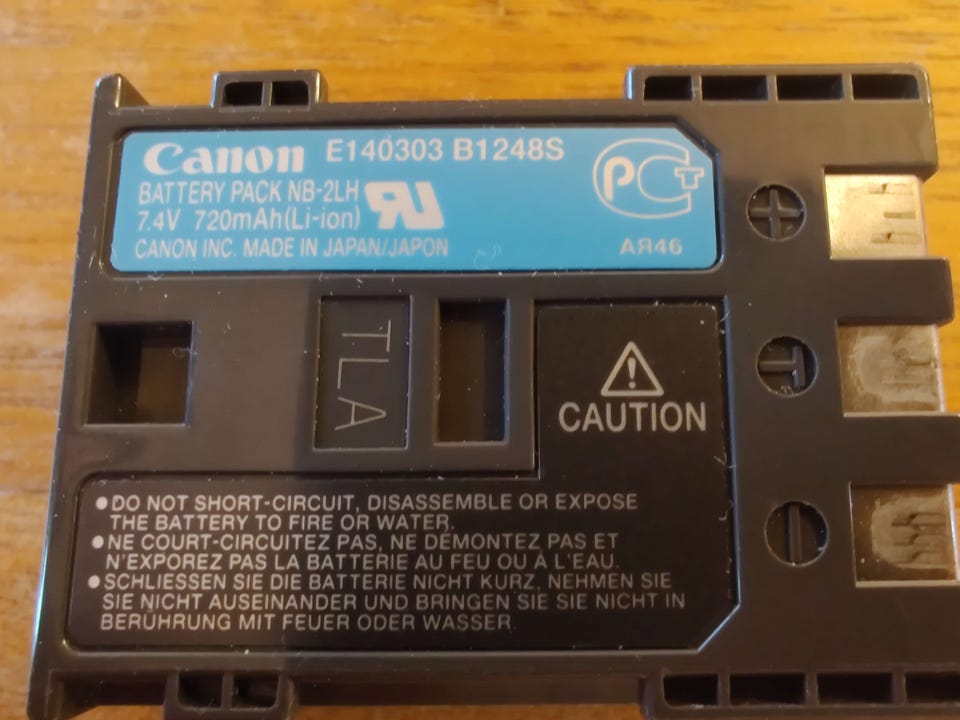 Canon E140303 B1248S
BATTERY PACK NB-2LH
7.4V 720mAh(Li-ion)
CANON INC. MADE IN JAPAN/JAPON
AR46
TLA
CAUTION
+
T
-
•DO NOT SHORT-CIRCUIT, DISASSEMBLE OR EXPOSE
THE BATTERY TO FIRE OR WATER.
•NE COURT-CIRCUITEZ PAS, NE DÉMONTEZ PAS ET
N'EXPOREZ PAS LA BATTERIE AU FEU OU À L'EAU.
•SCHLIESSEN SIE DIE BATTERIE NICHT KURZ, NEHMEN SIE
SIE NICHT AUSEINANDER UND BRINGEN SIE SIE NICHT IN
BERÜHRUNG MIT FEUER ODER WASSER.